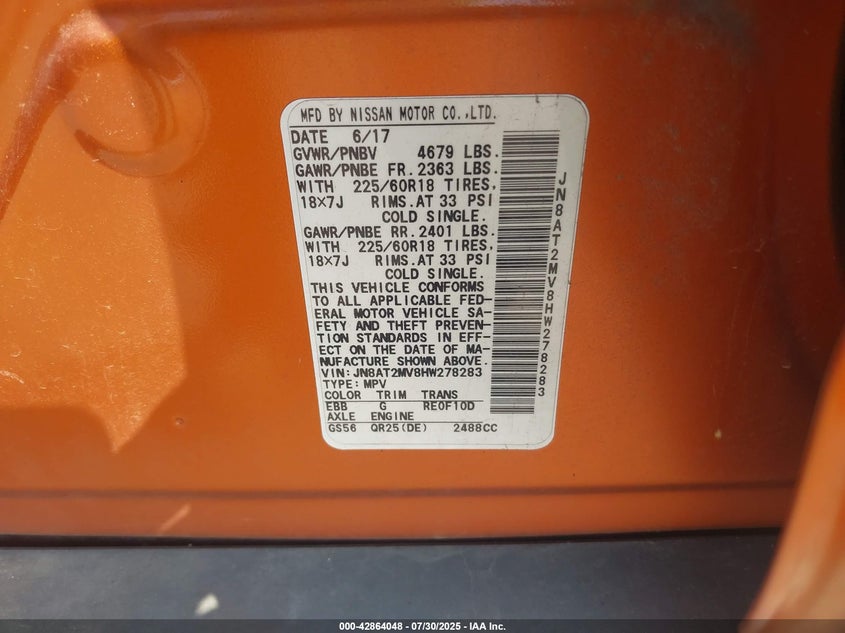 MFD BY NISSAN MOTOR CO.,LTD.
DATE 6/17
GVWR/PNBV 4679 LBS.
GAWR/PNBE FR. 2363 LBS.
WITH 225/60R18 TIRES,
18×7J RIMS.AT 33 PSI
COLD SINGLE.
GAWR/PNBE RR. 2401 LBS.
WITH 225/60R18 TIRES,
18×7J RIMS.AT 33 PSI
COLD SINGLE.
THIS VEHICLE CONFORMS
TO ALL APPLICABLE FED-
ERAL MOTOR VEHICLE SA-
FETY AND THEFT PREVEN-
TION STANDARDS IN EFF-
ECT ON THE DATE OF MA-
NUFACTURE SHOWN ABOVE.
VIN: JN8AT2MV8HW278283
TYPE: MPV
COLOR TRIM TRANS
EBB G RE0F10D
AXLE ENGINE
GS56 QR25(DE) 2488CC
JN8AT2MV8HW278283
000-42864048 - 07/30/2025 - IAA Inc.